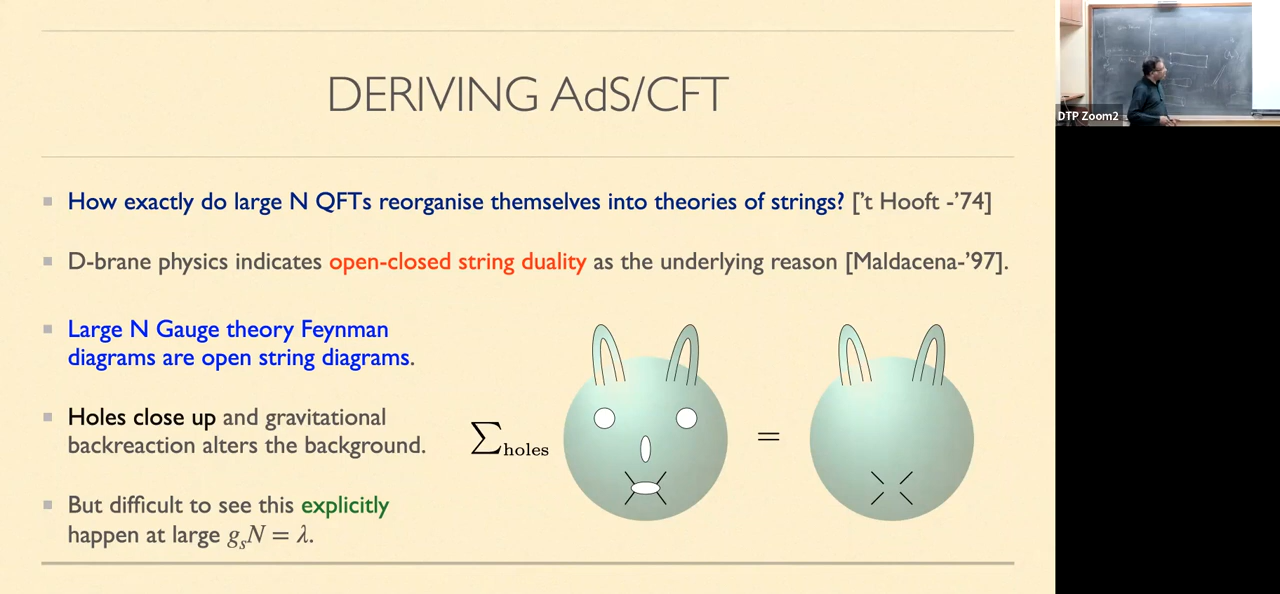 DERIVING AdS/CFT
How exactly do large N QFTs reorganise themselves into theories of strings? ['t Hooft -'74]
D-brane physics indicates open-closed string duality as the underlying reason [Maldacena-'97].
Large N Gauge theory Feynman
diagrams are open string diagrams.
Holes close up and gravitational
backreaction alters the background.
But difficult to see this explicitly
happen at large gₛN = λ.
∑holes
=
DTP Zoom2